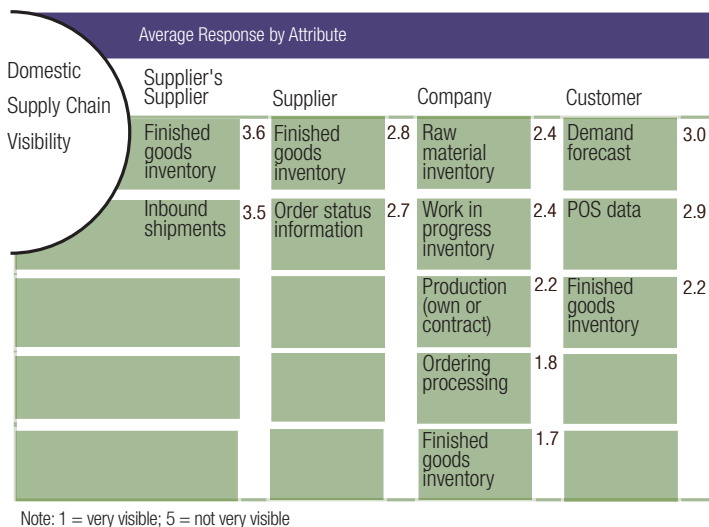 Average Response by Attribute
Domestic
Supply Chain
Visibility
Supplier's
Supplier
Supplier
Company
Customer
Finished
goods
inventory
3.6
Finished
goods
inventory
2.8
Raw
material
inventory
2.4
Demand
forecast
3.0
Inbound
shipments
3.5
Order status
information
2.7
Work in
progress
inventory
2.4
POS data
2.9
Production
(own or
contract)
2.2
Finished
goods
inventory
2.2
Ordering
processing
1.8
Finished
goods
inventory
1.7
Note: 1 = very visible; 5 = not very visible